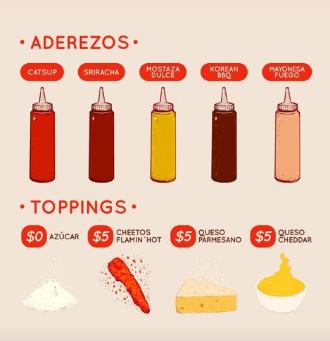 • ADEREZOS •
CATSUP
SRIRACHA
MOSTAZA
DULCE
KOREAN
BBQ
MAYONESA
FUEGO
• TOPPINGS •
$0 AZÚCAR
$5 CHEETOS
FLAMIN´HOT
$5 QUESO
PARMESANO
$5 QUESO
CHEDDAR